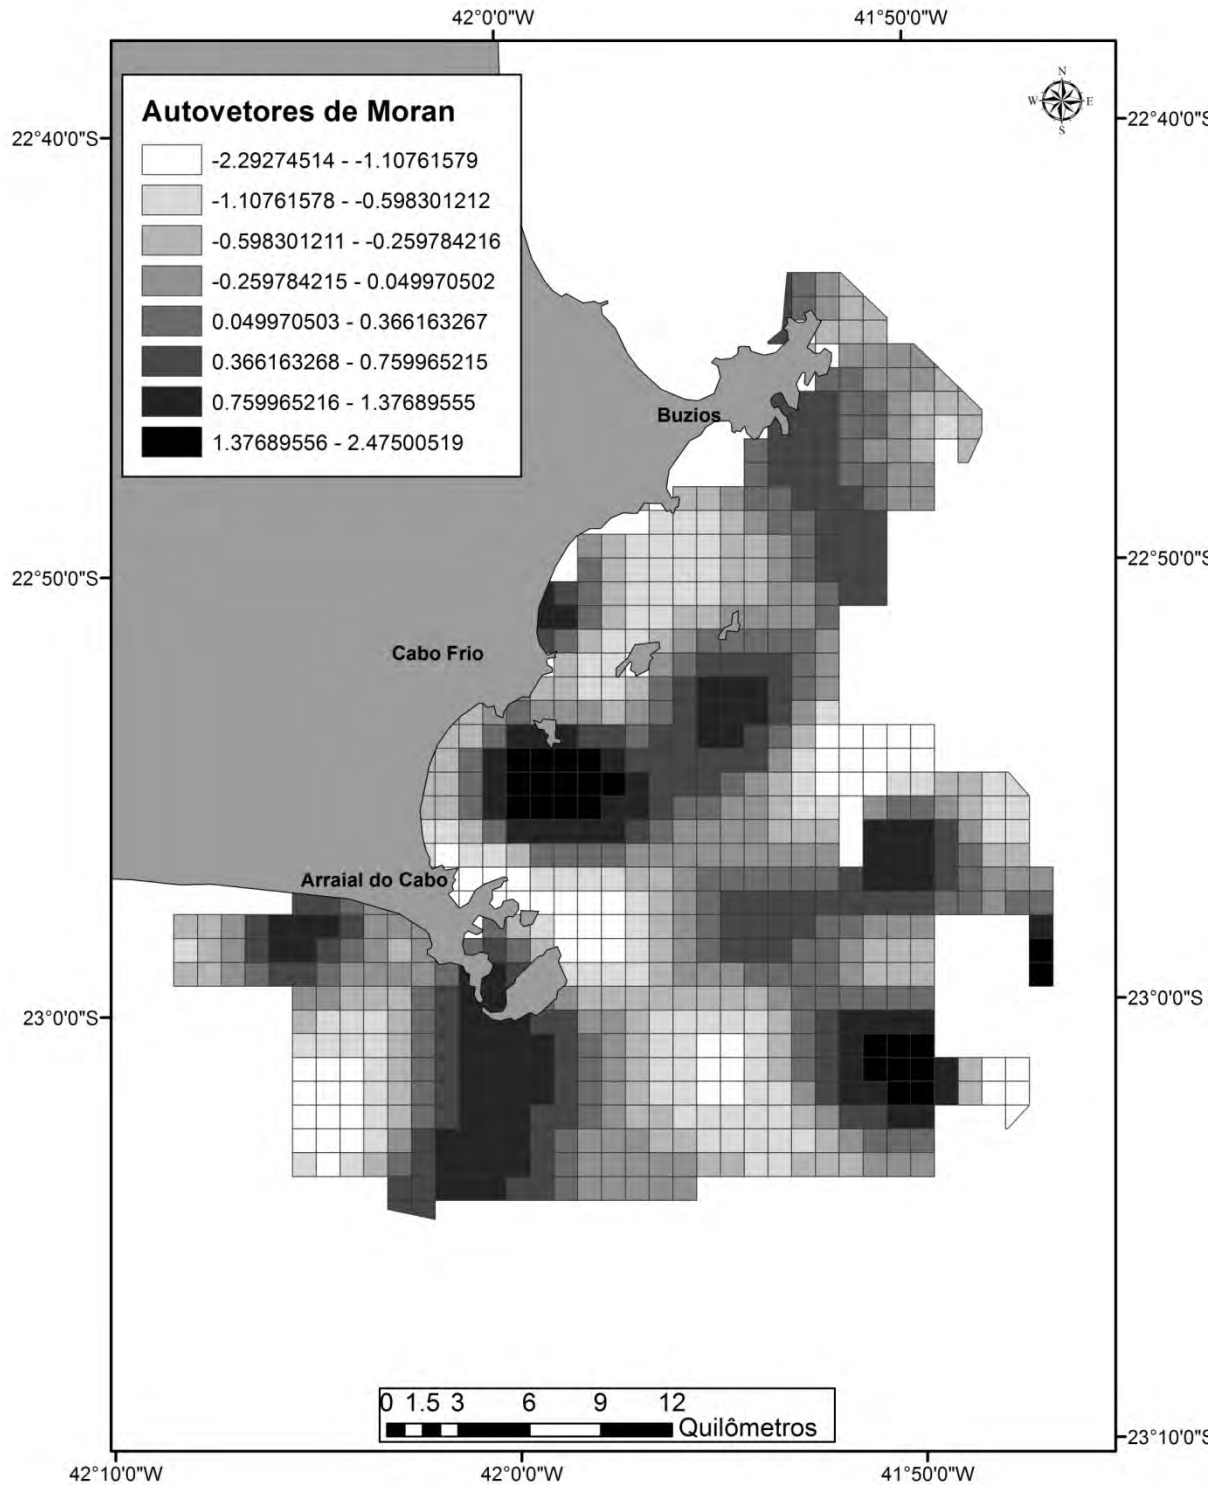 42°0'0"W 41°50'0"W
N
W E
S
Autovetores de Moran
22°40'0"S 22°40'0"S
-2.29274514 - -1.10761579
-1.10761578 - -0.598301212
-0.598301211 - -0.259784216
-0.259784215 - 0.049970502
0.049970503 - 0.366163267
0.366163268 - 0.759965215
0.759965216 - 1.37689555
1.37689556 - 2.47500519
Buzios
22°50'0"S 22°50'0"S
Cabo Frio
Arraial do Cabo
23°0'0"S 23°0'0"S
0 1.5 3 6 9 12
Quilômetros
23°10'0"S
42°10'0"W 42°0'0"W 41°50'0"W